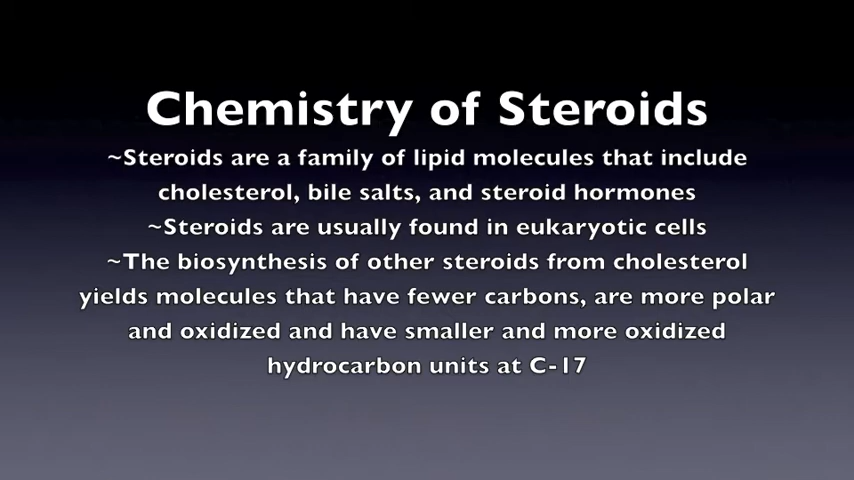 Chemistry of Steroids
~Steroids are a family of lipid molecules that include
cholesterol, bile salts, and steroid hormones
~Steroids are usually found in eukaryotic cells
~The biosynthesis of other steroids from cholesterol
yields molecules that have fewer carbons, are more polar
and oxidized and have smaller and more oxidized
hydrocarbon units at C-17